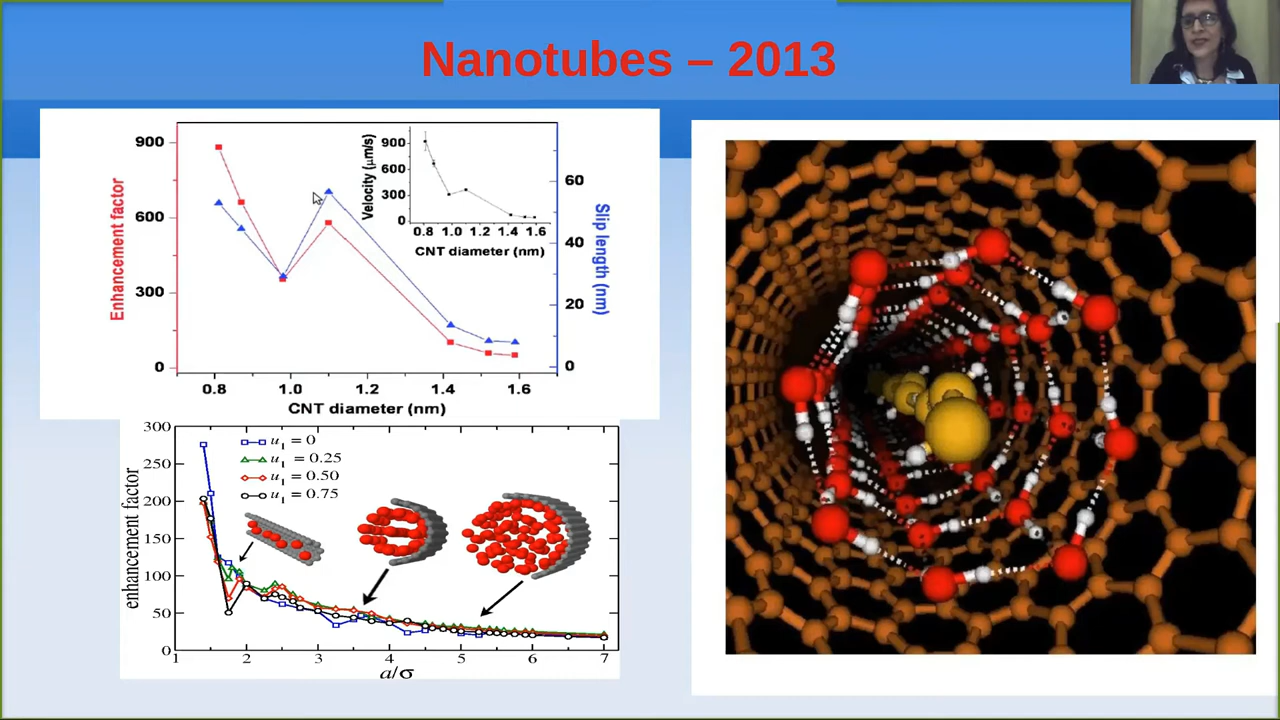 Nanotubes – 2013
900
600
300
0
Enhancement factor
0.8 1.0 1.2 1.4 1.6
CNT diameter (nm)
60
40
20
0
Slip length (nm)
900
600
300
0
Velocity (μm/s)
0.8 1.0 1.2 1.4 1.6
CNT diameter (nm)
300
250
200
150
100
50
0
enhancement factor
u₁ = 0
u₁ = 0.25
u₁ = 0.50
u₁ = 0.75
1 2 3 4 5 6 7
a/σ